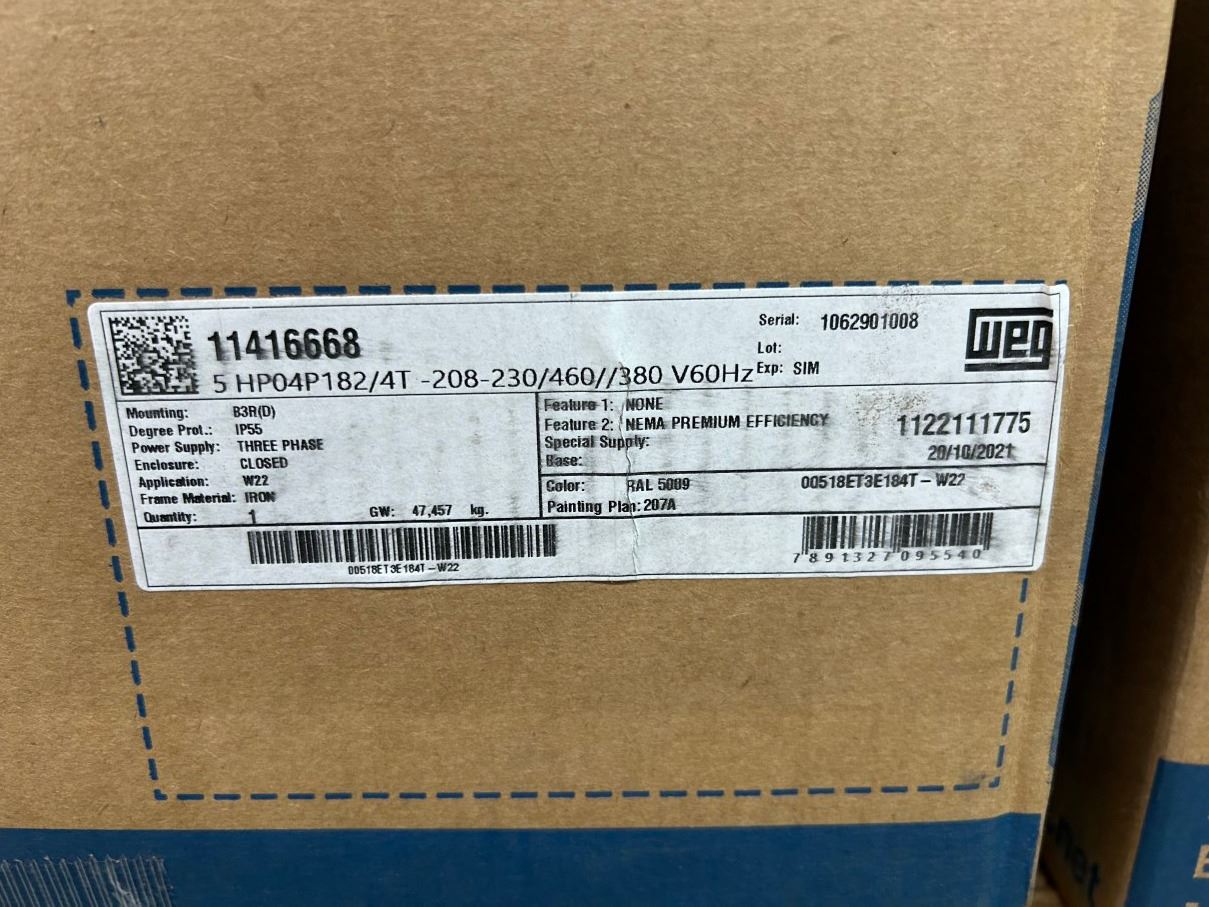 11416668
5 HP04P182/4T -208-230/460//380 V60Hz
Serial: 1062901008
Lot:
Exp: SIM
weg
Mounting: B3R(D)
Degree Prot.: IP55
Power Supply: THREE PHASE
Enclosure: CLOSED
Application: W22
Frame Material: IRON
Quantity: 1 GW: 47,457 kg.
Feature 1: NONE
Feature 2: NEMA PREMIUM EFFICIENCY
Special Supply:
Base:
1122111775
20/10/2021
Color: RAL 5009
Painting Plan: 207A
00518ET3E184T-W22
00518ET3E184T-W22
7891327095540